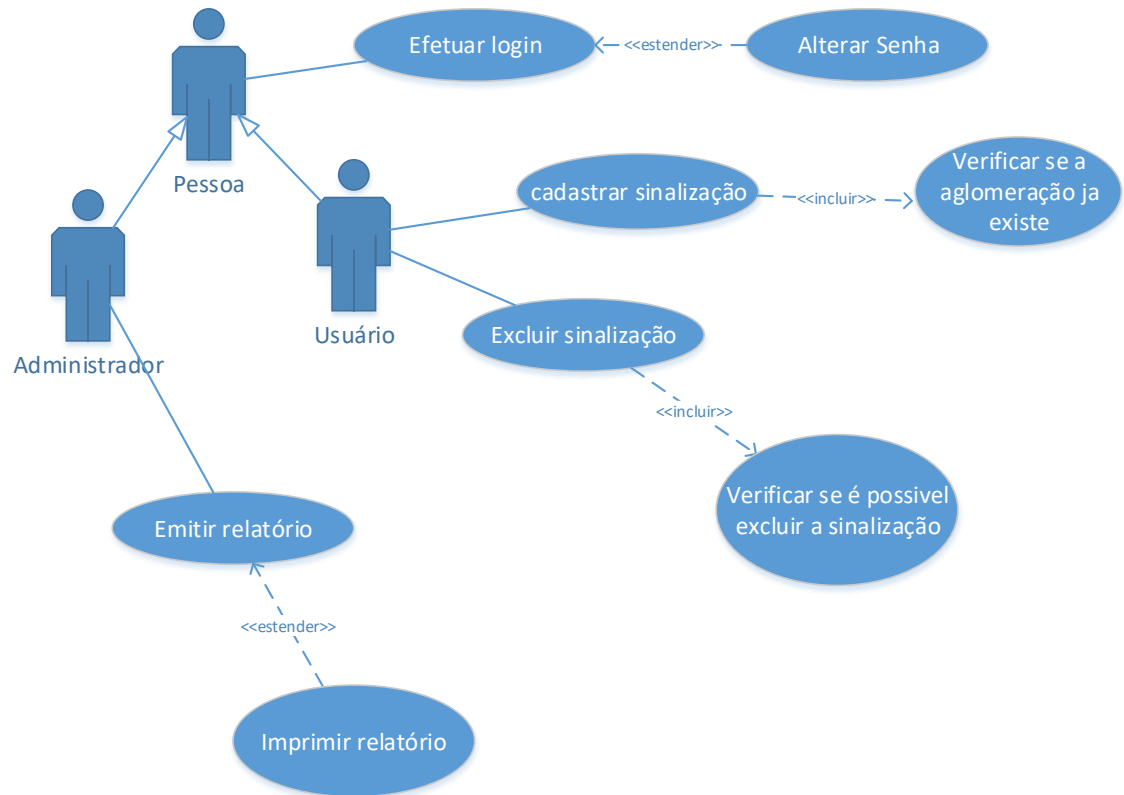 Efetuar login
<<estender>>
Alterar Senha
Pessoa
cadastrar sinalização
<<incluir>>
Verificar se a
aglomeração ja
existe
Administrador
Usuário
Excluir sinalização
<<incluir>>
Verificar se é possivel
excluir a sinalização
Emitir relatório
<<estender>>
Imprimir relatório